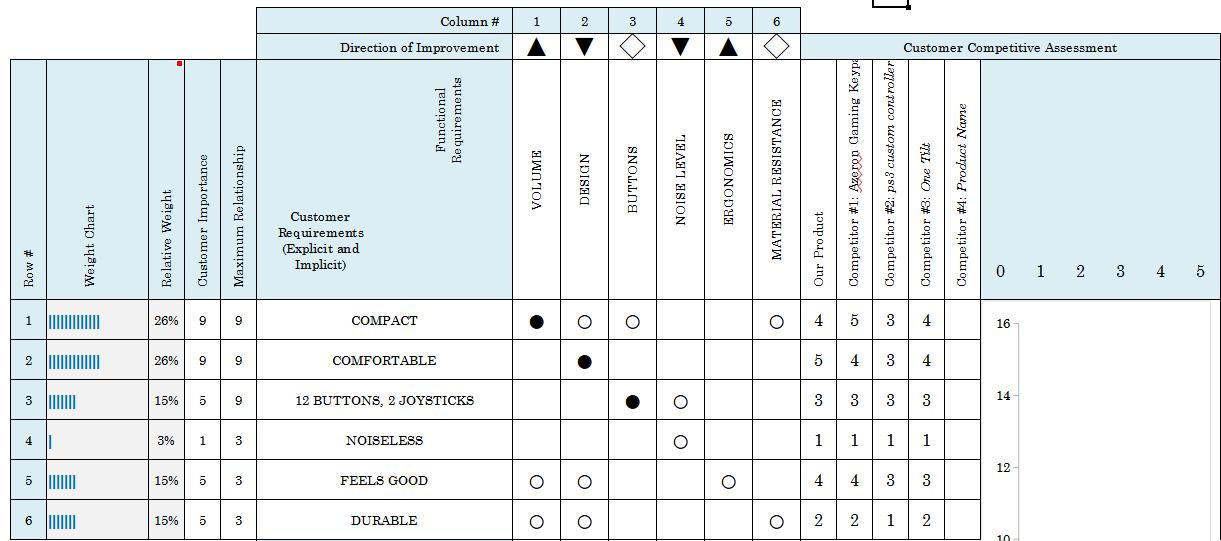 Column # 1 2 3 4 5 6
Direction of Improvement ▲ ▼ ◇ ▼ ▲ ◇ Customer Competitive Assessment
Row #
Weight Chart
Relative Weight
Customer Importance
Maximum Relationship
Customer
Requirements
(Explicit and
Implicit)
Functional
Requirements
VOLUME
DESIGN
BUTTONS
NOISE LEVEL
ERGONOMICS
MATERIAL RESISTANCE
Our Product
Competitor #1: Azeron Gaming
Competitor #2: ps3 custom controller
Competitor #3: One Tilt
Competitor #4: Product Name
0 1 2 3 4 5
1 |||||||||||||| 26% 9 9 COMPACT ● ○ ○ ○ 4 5 3 4
2 |||||||||||||| 26% 9 9 COMFORTABLE ● 5 4 3 4
3 ||||||| 15% 5 9 12 BUTTONS, 2 JOYSTICKS ● ○ 3 3 3 3
4 | 3% 1 3 NOISELESS ○ 1 1 1 1
5 ||||||| 15% 5 3 FEELS GOOD ○ ○ ○ 4 4 3 3
6 ||||||| 15% 5 3 DURABLE ○ ○ ○ 2 2 1 2
16
14
12
10